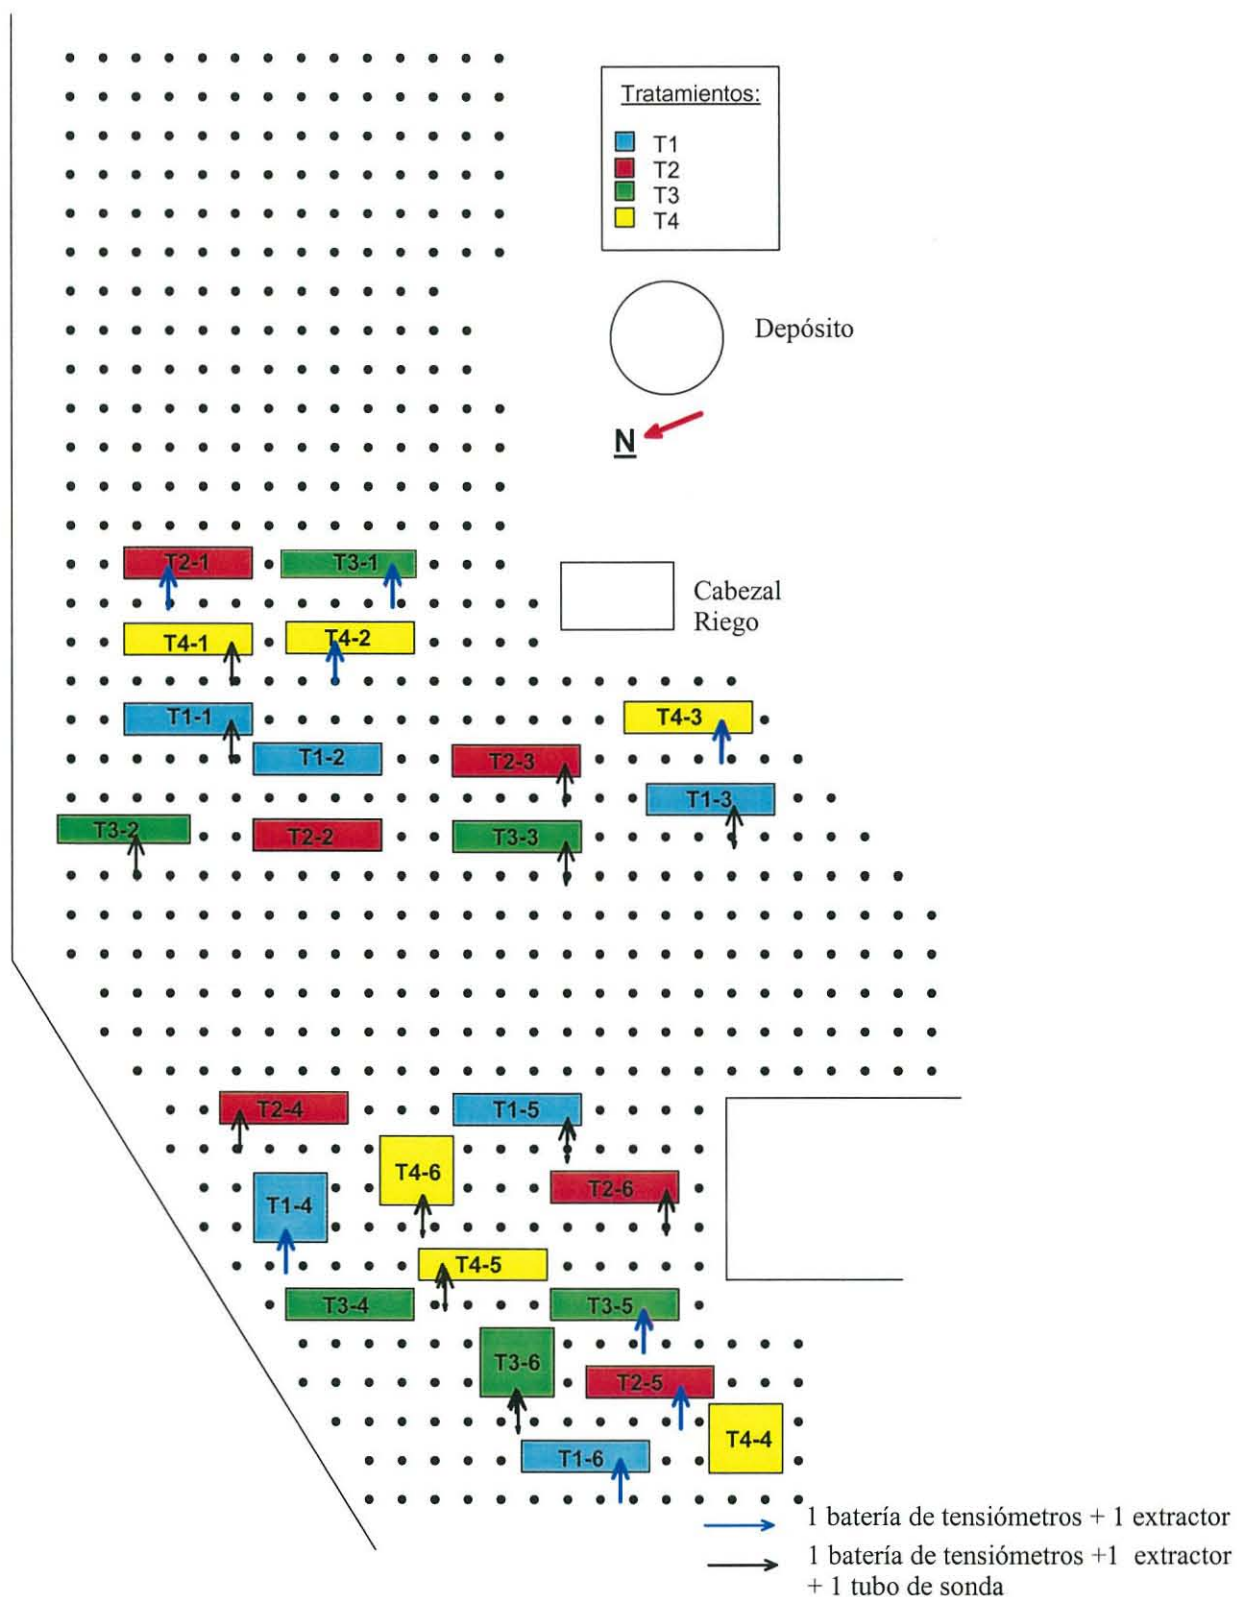 Tratamientos:
T1
T2
T3
T4
Depósito
N
T2-1
T3-1
Cabezal
Riego
T4-1
T4-2
T1-1
T4-3
T1-2
T2-3
T1-3
T3-2
T2-2
T3-3
T2-4
T1-5
T4-6
T2-6
T1-4
T4-5
T3-4
T3-5
T3-6
T2-5
T4-4
T1-6
1 batería de tensiómetros + 1 extractor
1 batería de tensiómetros +1 extractor
+ 1 tubo de sonda